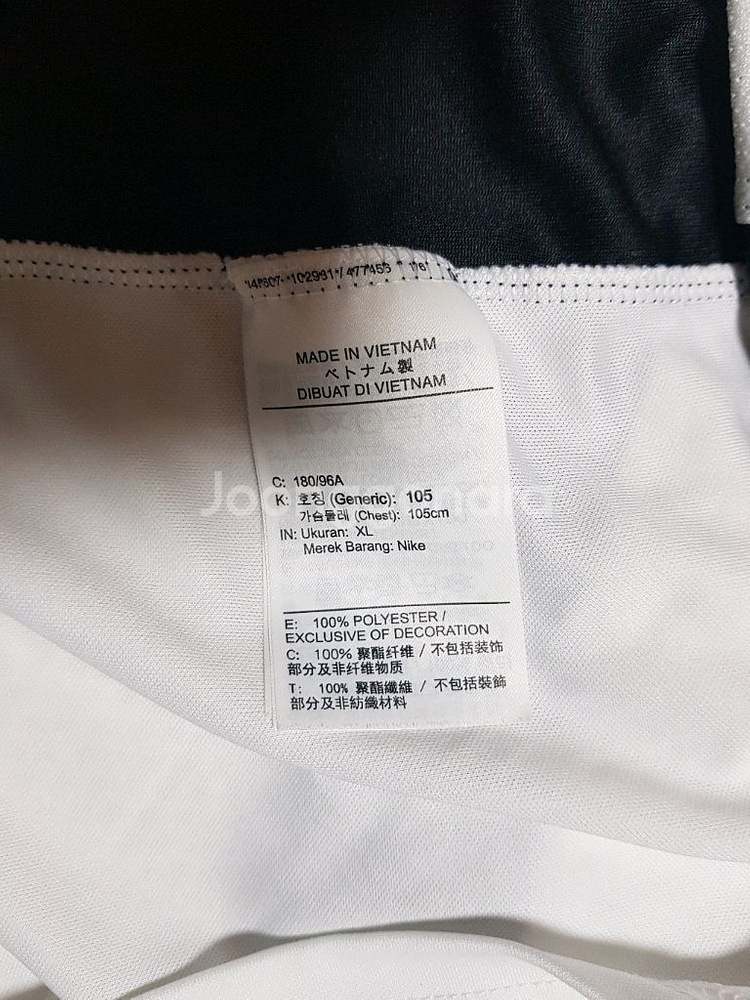 MADE IN VIETNAM
ベトナム製
DIBUAT DI VIETNAM
C: 180/96A
K: 호칭 (Generic): 105
가슴둘레 (Chest): 105cm
IN: Ukuran: XL
Merek Barang: Nike
E: 100% POLYESTER /
EXCLUSIVE OF DECORATION
C: 100% 聚酯纤维 / 不包括装饰
部分及非纤维物质
T: 100% 聚酯纖維 / 不包括裝飾
部分及非紡織材料